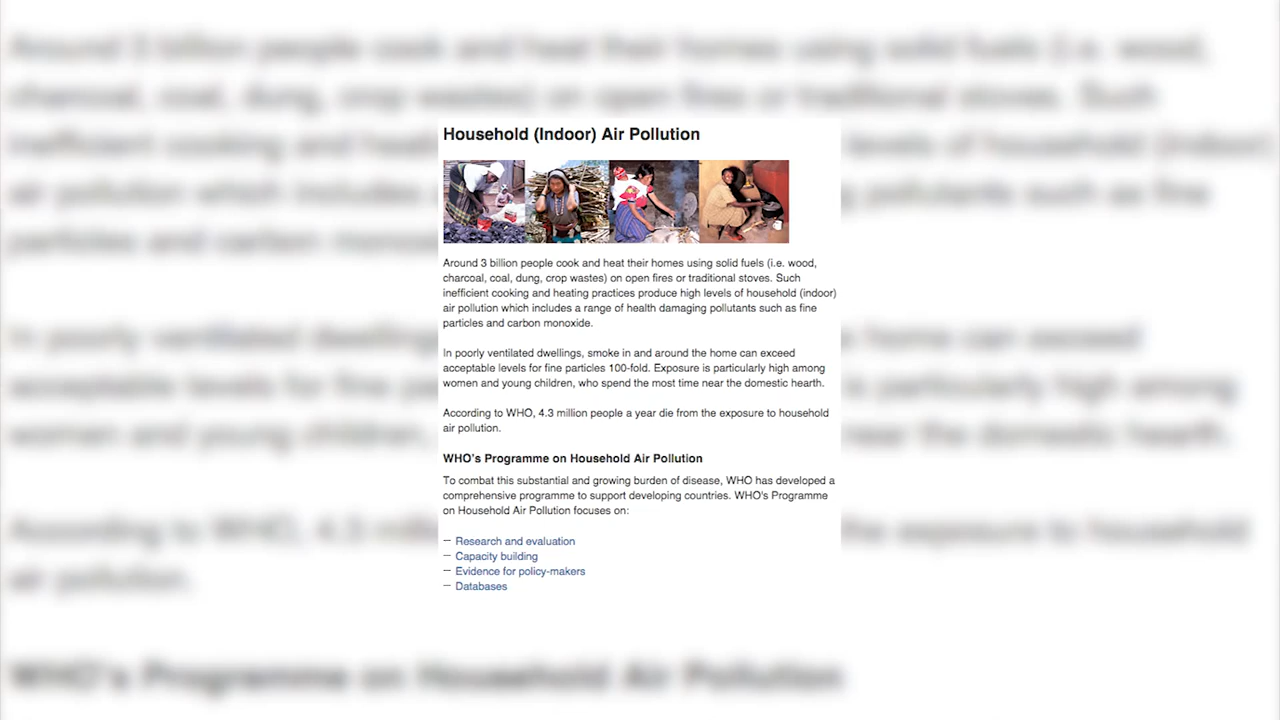 Household (Indoor) Air Pollution
Around 3 billion people cook and heat their homes using solid fuels (i.e. wood,
charcoal, coal, dung, crop wastes) on open fires or traditional stoves. Such
inefficient cooking and heating practices produce high levels of household (indoor)
air pollution which includes a range of health damaging pollutants such as fine
particles and carbon monoxide.
In poorly ventilated dwellings, smoke in and around the home can exceed
acceptable levels for fine particles 100-fold. Exposure is particularly high among
women and young children, who spend the most time near the domestic hearth.
According to WHO, 4.3 million people a year die from the exposure to household
air pollution.
WHO's Programme on Household Air Pollution
To combat this substantial and growing burden of disease, WHO has developed a
comprehensive programme to support developing countries. WHO's Programme
on Household Air Pollution focuses on:
– Research and evaluation
– Capacity building
– Evidence for policy-makers
– Databases